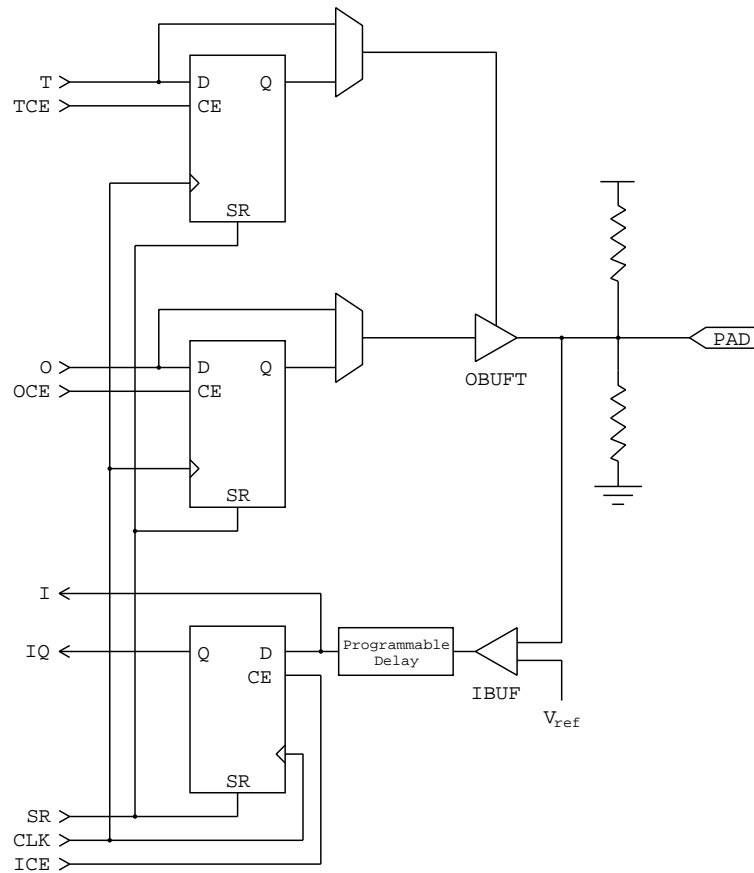 T
D
Q
TCE
CE
SR
O
D
Q
PAD
OCE
CE
OBUFT
SR
I
IQ
Q
D
Programmable
Delay
CE
IBUF
Vref
SR
SR
CLK
ICE